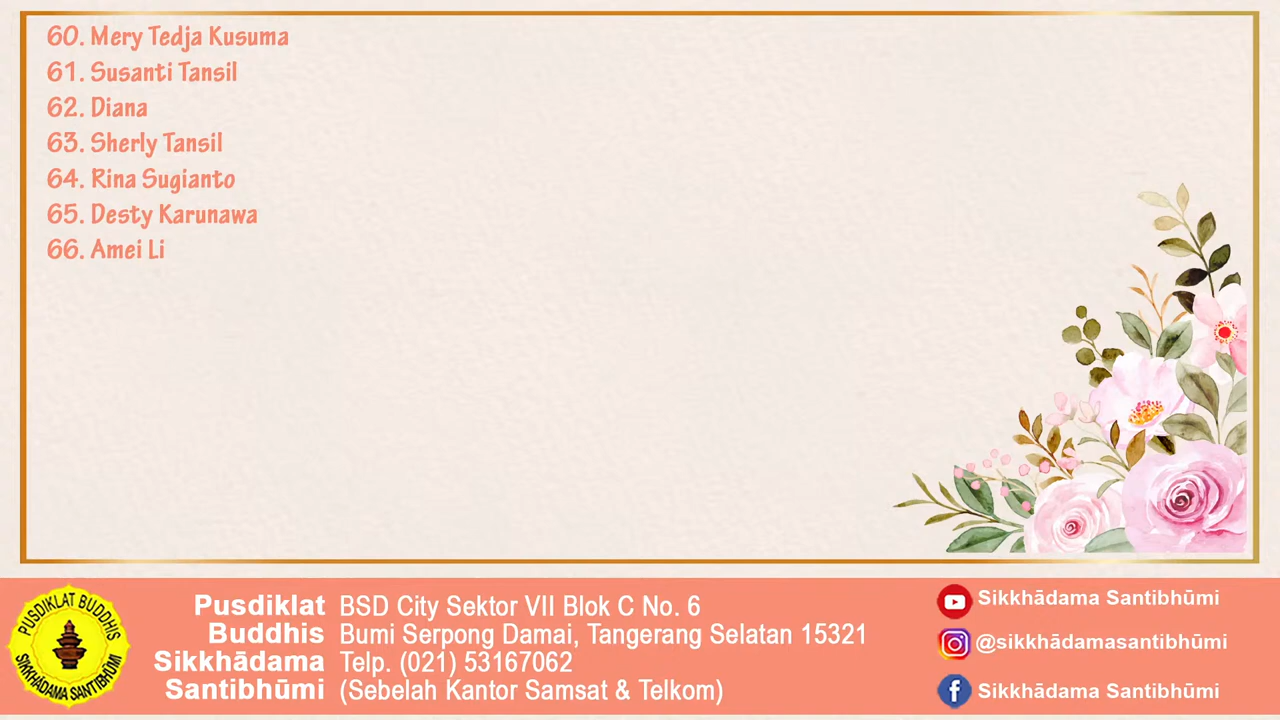 60. Mery Tedja Kusuma
61. Susanti Tansil
62. Diana
63. Sherly Tansil
64. Rina Sugianto
65. Desty Karunawa
66. Amei Li
PUSDIKLAT BUDDHIS
SIKKHĀDAMA SANTIBHŪMI
Pusdiklat
Buddhis
Sikkhādama
Santibhūmi
BSD City Sektor VII Blok C No. 6
Bumi Serpong Damai, Tangerang Selatan 15321
Telp. (021) 53167062
(Sebelah Kantor Samsat & Telkom)
Sikkhādama Santibhūmi
@sikkhādamasantibhūmi
Sikkhādama Santibhūmi